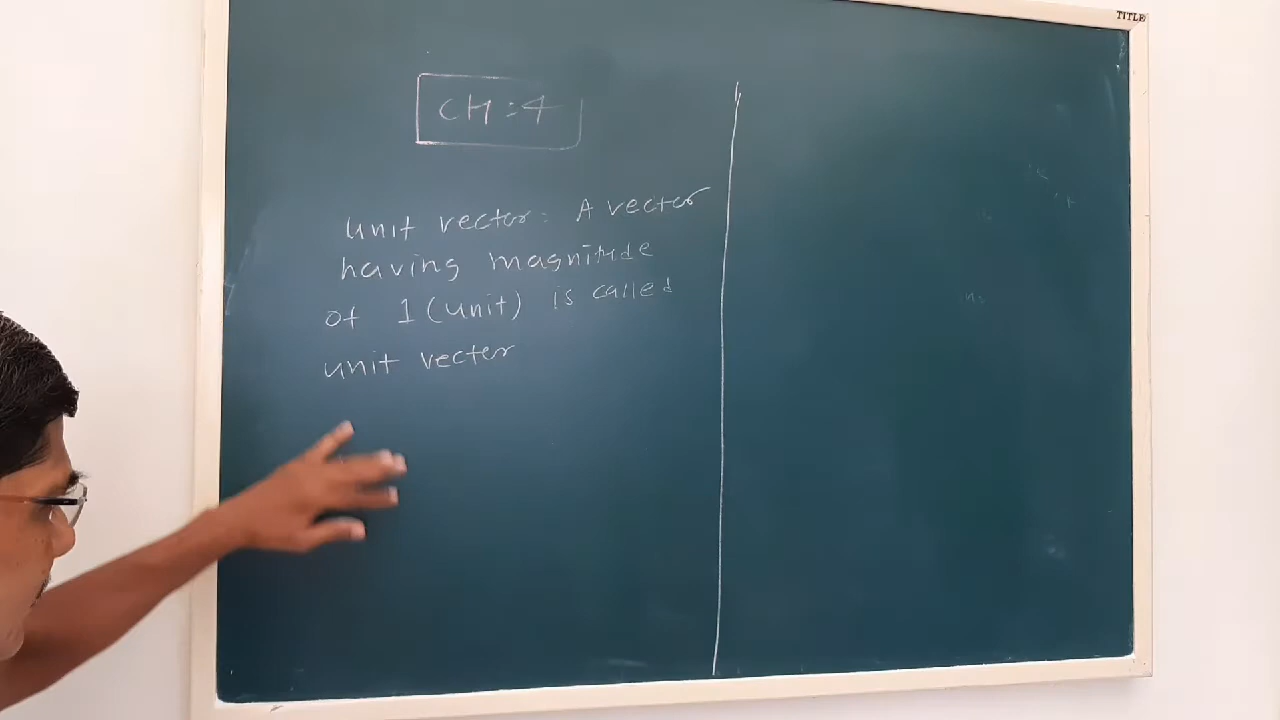 TITLE
CH:4
unit vector: A vector
having magnitude
of 1 (unit) is called
unit vector